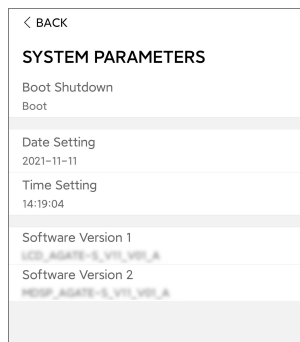 BACK
SYSTEM PARAMETERS
Boot Shutdown
Boot
Date Setting
2021-11-11
Time Setting
14:19:04
Software Version 1
LCD_AGATE-S_V11_V01_A
Software Version 2
MDSP_AGATE-S_V11_V01_A